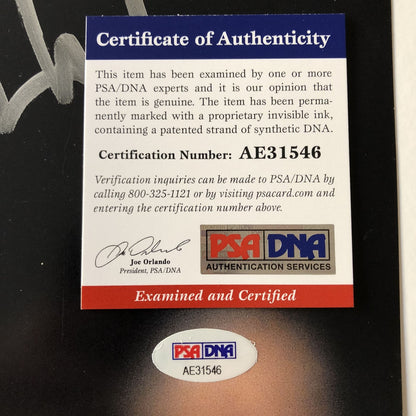 Certificate of Authenticity
This item has been examined by one or more
PSA/DNA experts and it is our opinion that
the item is genuine. The item has been perma-
nently marked with a proprietary invisible ink,
containing a patented strand of synthetic DNA.
Certification Number: AE31546
Verification inquiries can be made to PSA/DNA by
calling 800-325-1121 or by visiting psacard.com and
entering the certification number above.
Joe Orlando
President, PSA/DNA
PSA DNA
AUTHENTICATION SERVICES
Examined and Certified
PSA DNA
AE31546